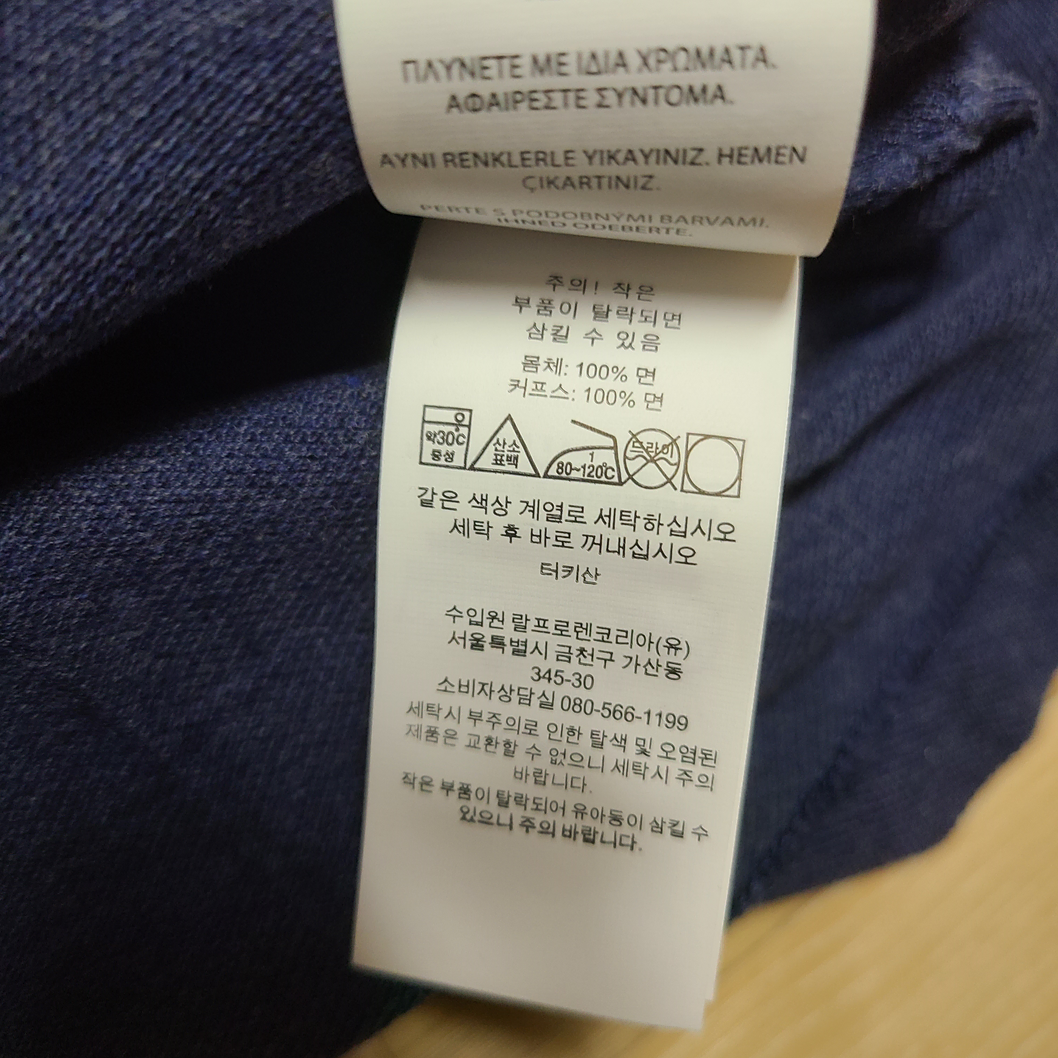 ΠΛΥΝΕΤΕ ΜΕ ΙΔΙΑ ΧΡΩΜΑΤΑ.
ΑΦΑΙΡΕΣΤΕ ΣΥΝΤΟΜΑ.
AYNI RENKLERLE YIKAYINIZ. HEMEN
ÇIKARTINIZ.
PERTE S PODOBNÝMI BARVAMI.
IHNED ODEBERTE.
주의! 작은
부품이 탈락되면
삼킬 수 있음
몸체: 100% 면
커프스: 100% 면
약30℃
중성
산소
표백
1
80~120℃
드라이
같은 색상 계열로 세탁하십시오
세탁 후 바로 꺼내십시오
터키산
수입원 랄프로렌코리아(유)
서울특별시 금천구 가산동
345-30
소비자상담실 080-566-1199
세탁시 부주의로 인한 탈색 및 오염된
제품은 교환할 수 없으니 세탁시 주의
바랍니다.
작은 부품이 탈락되어 유아등이 삼킬 수
있으니 주의 바랍니다.